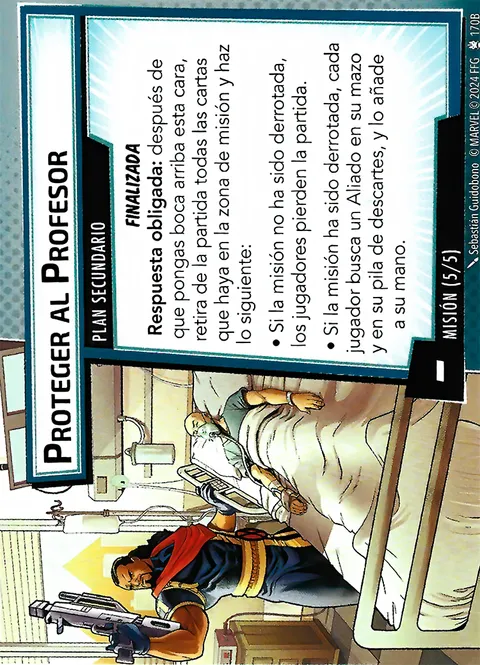 PROTEGER AL PROFESOR
PLAN SECUNDARIO
FINALIZADA
Respuesta obligada: después de
que pongas boca arriba esta cara,
retira de la partida todas las cartas
que haya en la zona de misión y haz
lo siguiente:
• Si la misión no ha sido derrotada,
los jugadores pierden la partida.
• Si la misión ha sido derrotada, cada
jugador busca un Aliado en su mazo
y en su pila de descartes, y lo añade
a su mano.
–
MISIÓN (5/5)
Sebastián Guidobono © MARVEL © 2024 FFG 170B